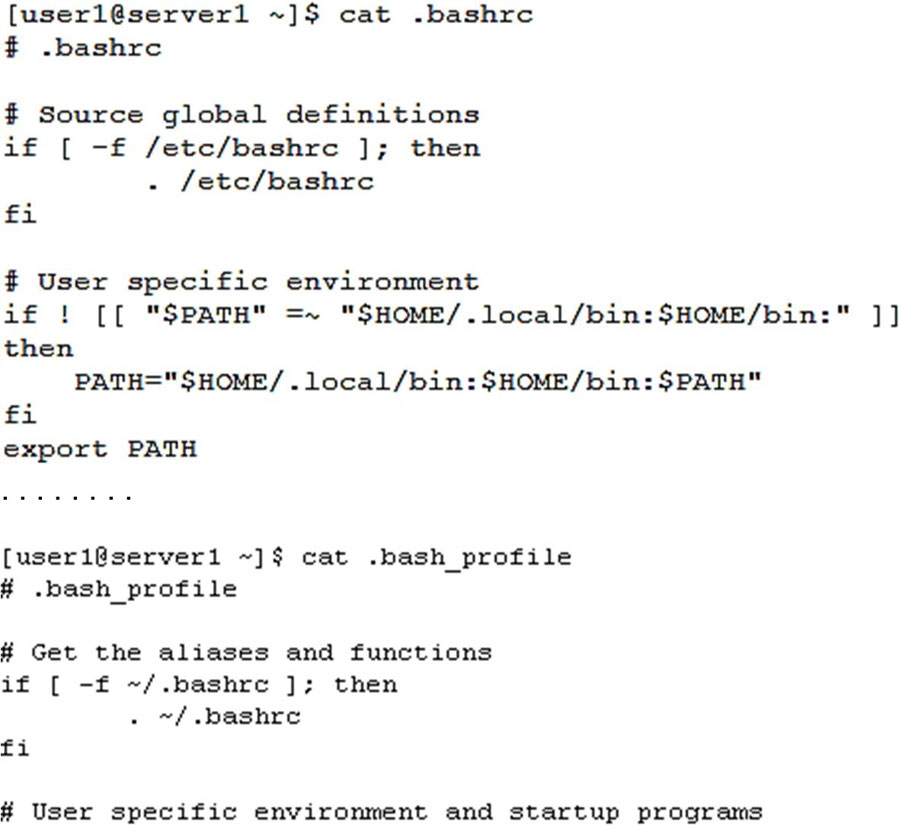 [user1@server1 ~]$ cat .bashrc
# .bashrc
# Source global definitions
if [ -f /etc/bashrc ]; then
. /etc/bashrc
fi
# User specific environment
if ! [[ "$PATH" =~ "$HOME/.local/bin:$HOME/bin:" ]]
then
PATH="$HOME/.local/bin:$HOME/bin:$PATH"
fi
export PATH
. . . . . . . .
[user1@server1 ~]$ cat .bash_profile
# .bash_profile
# Get the aliases and functions
if [ -f ~/.bashrc ]; then
. ~/.bashrc
fi
# User specific environment and startup programs